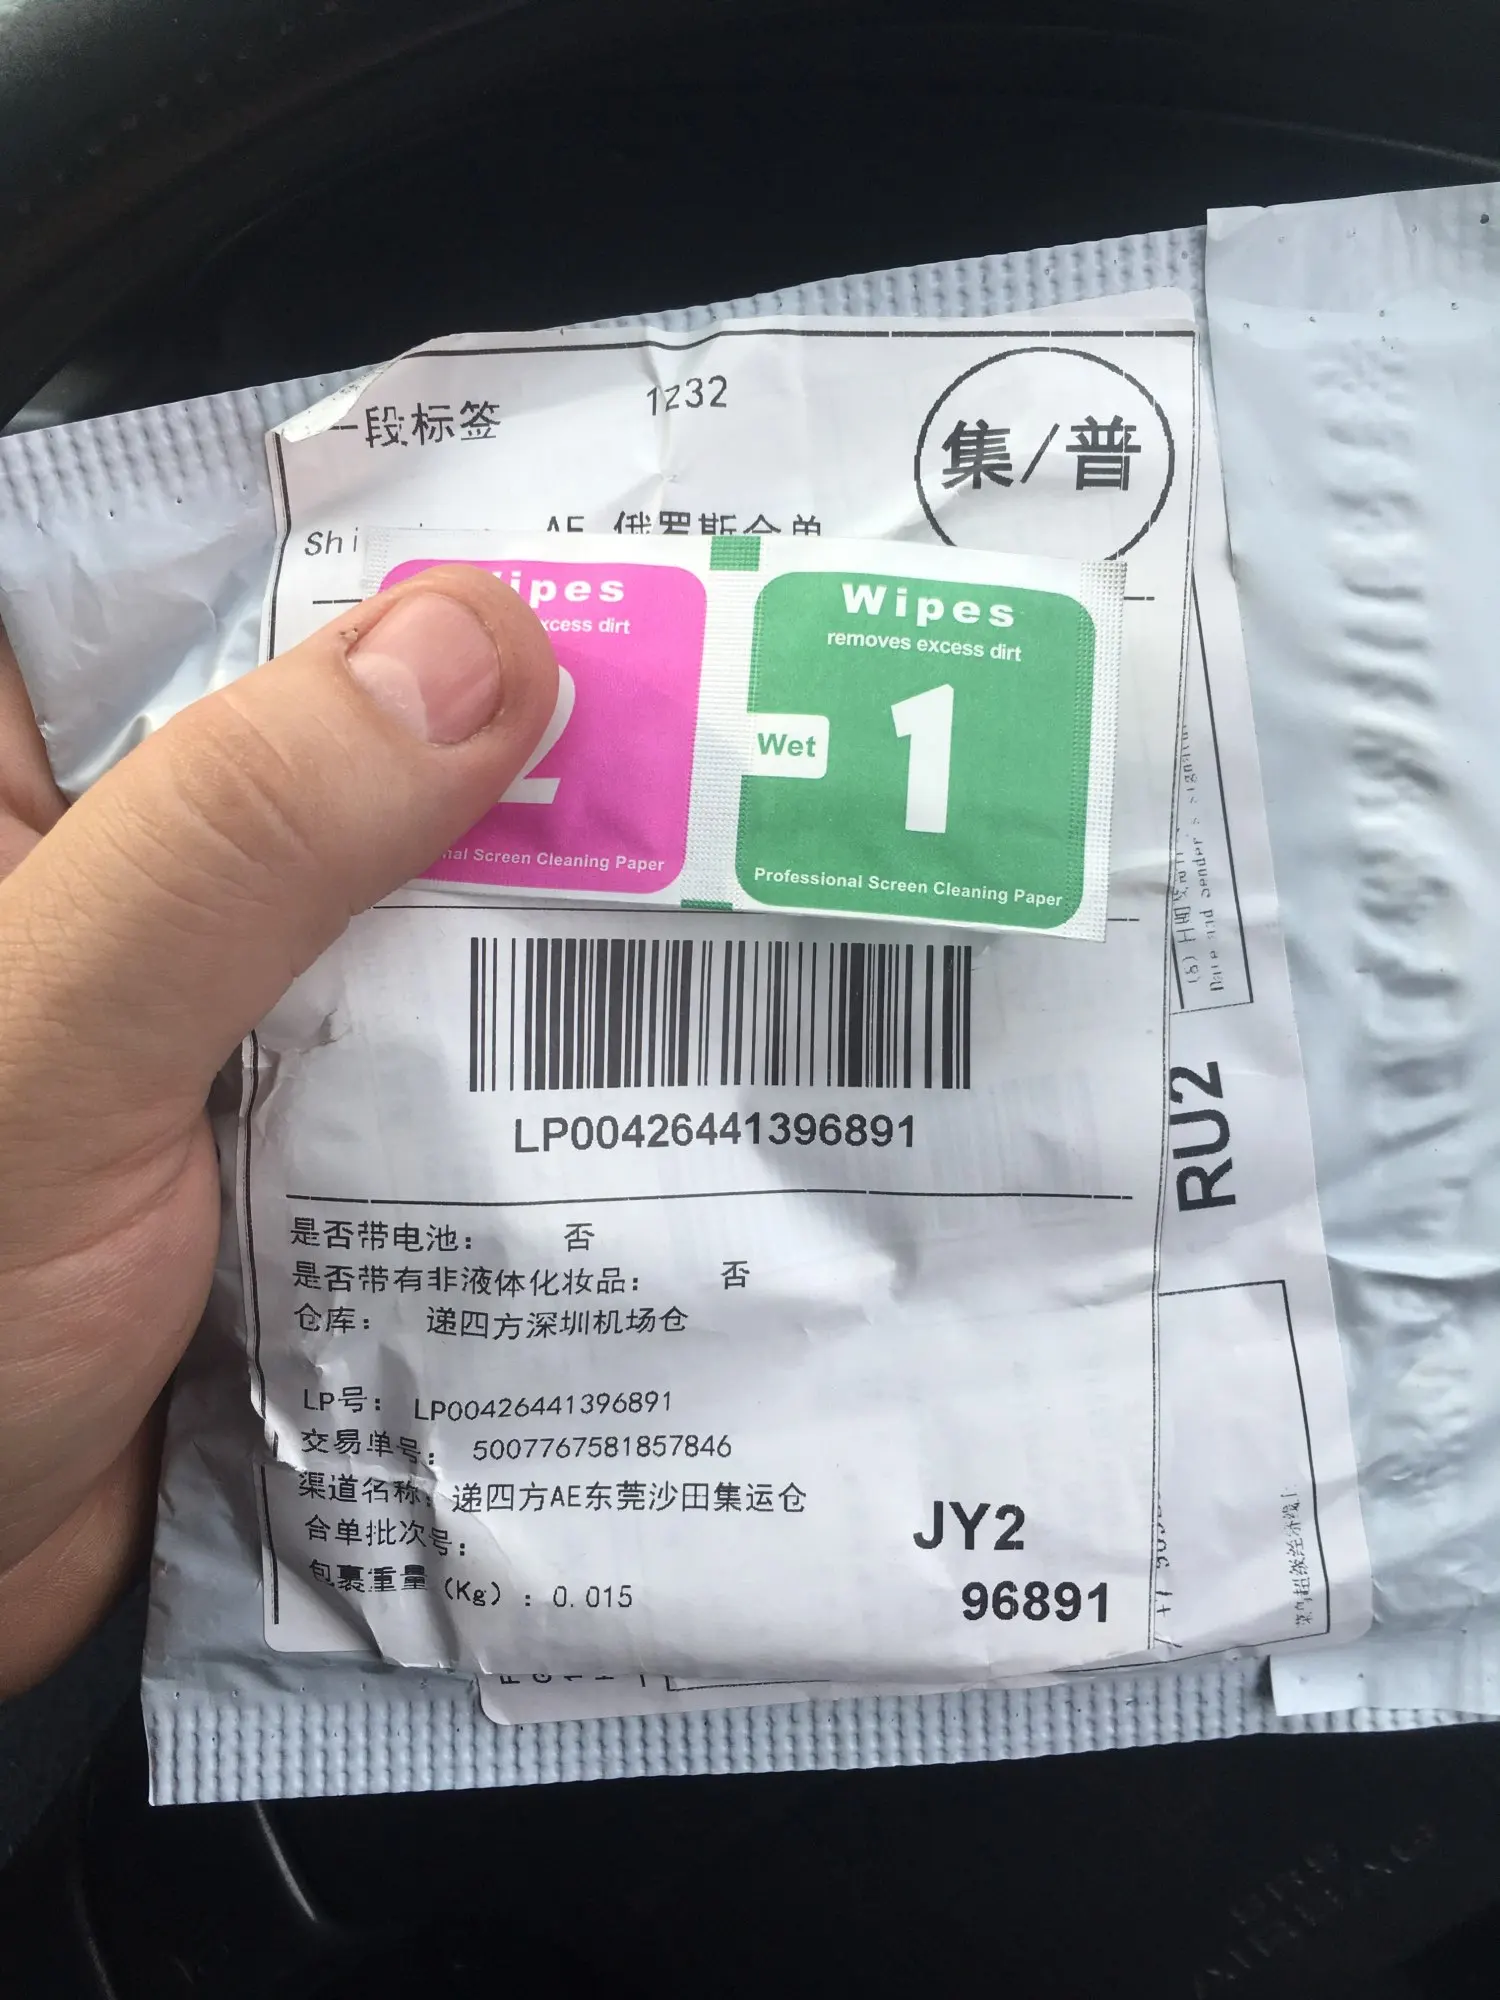 一段标签
1232
集/普
AE 俄罗斯合单
Wipes
removes excess dirt
Wet
1
Professional Screen Cleaning Paper
2
dirt
Screen Cleaning Paper
LP00426441396891
是否带电池： 否
是否带有非液体化妆品： 否
仓库： 递四方深圳机场仓
LP号： LP00426441396891
交易单号： 5007767581857846
渠道名称：递四方AE东莞沙田集运仓
合单批次号：
包裹重量（Kg）：0.015
JY2
96891
RU2